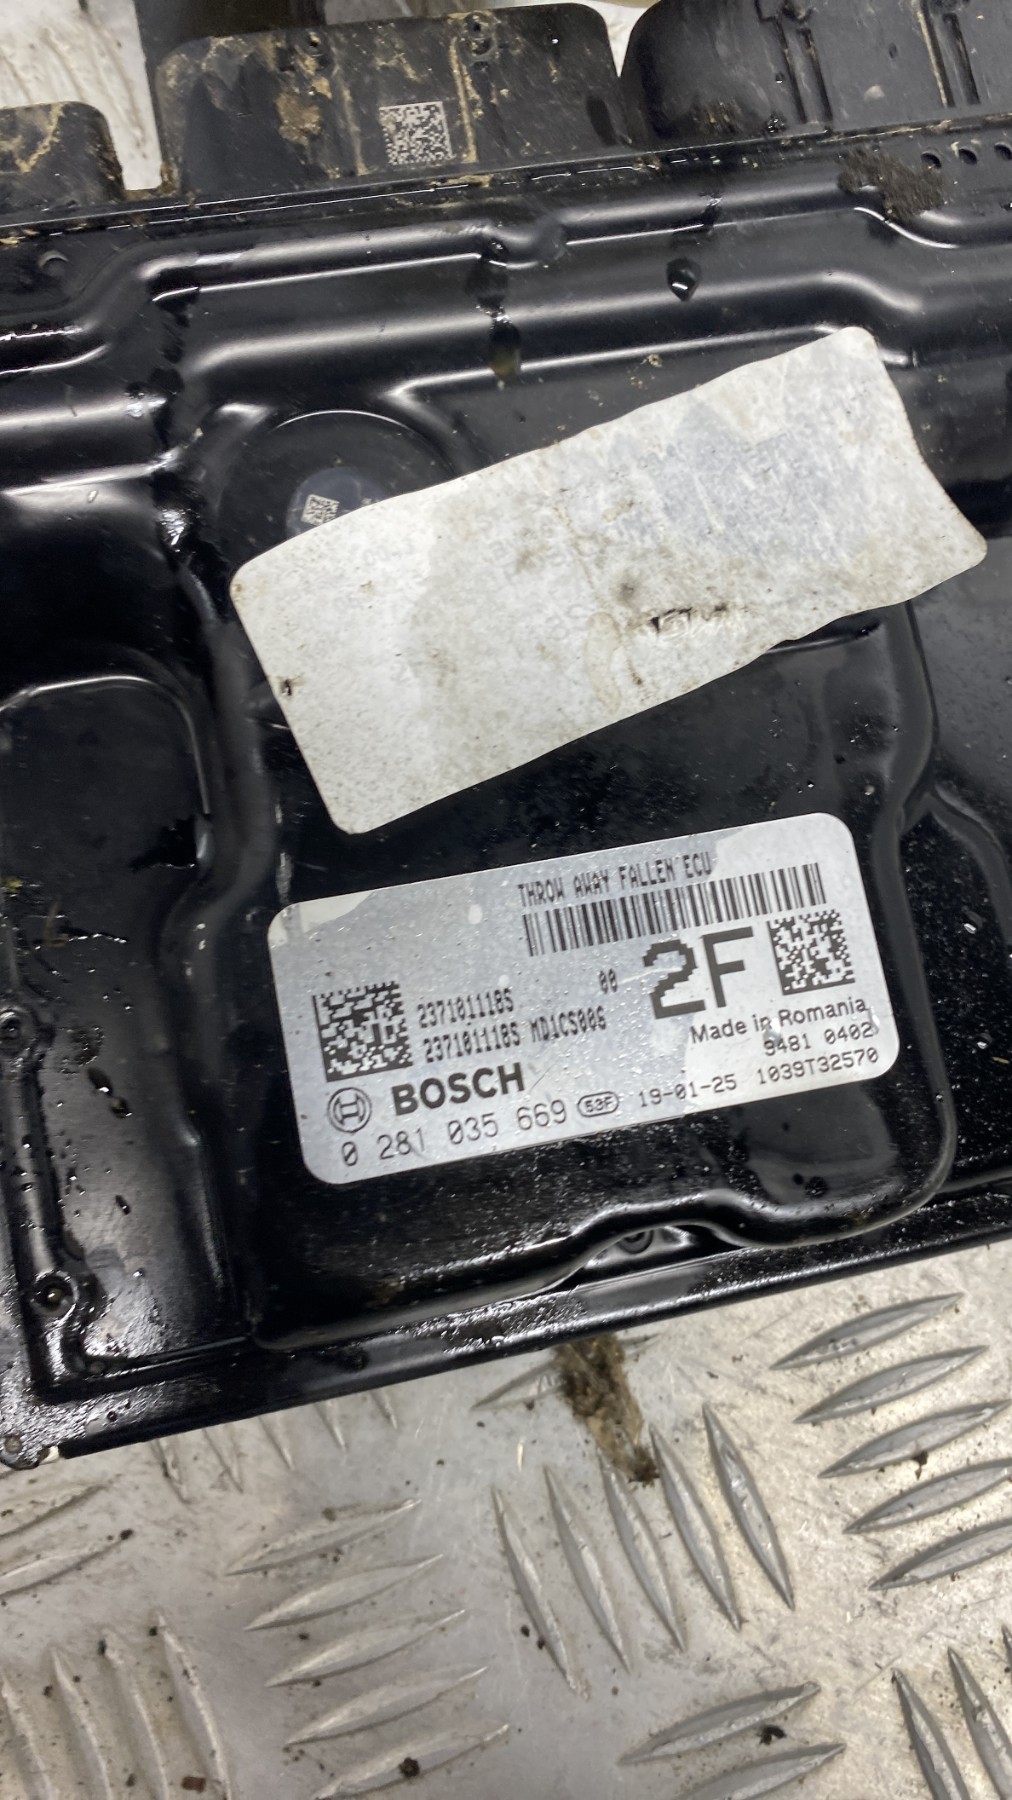 THROW AWAY FALLEN ECU
237101118S 00
237101118S MD1CS006
2F
Made in Romania
9481 0402
BOSCH
0 281 035 669 53F 19-01-25 1039T32570